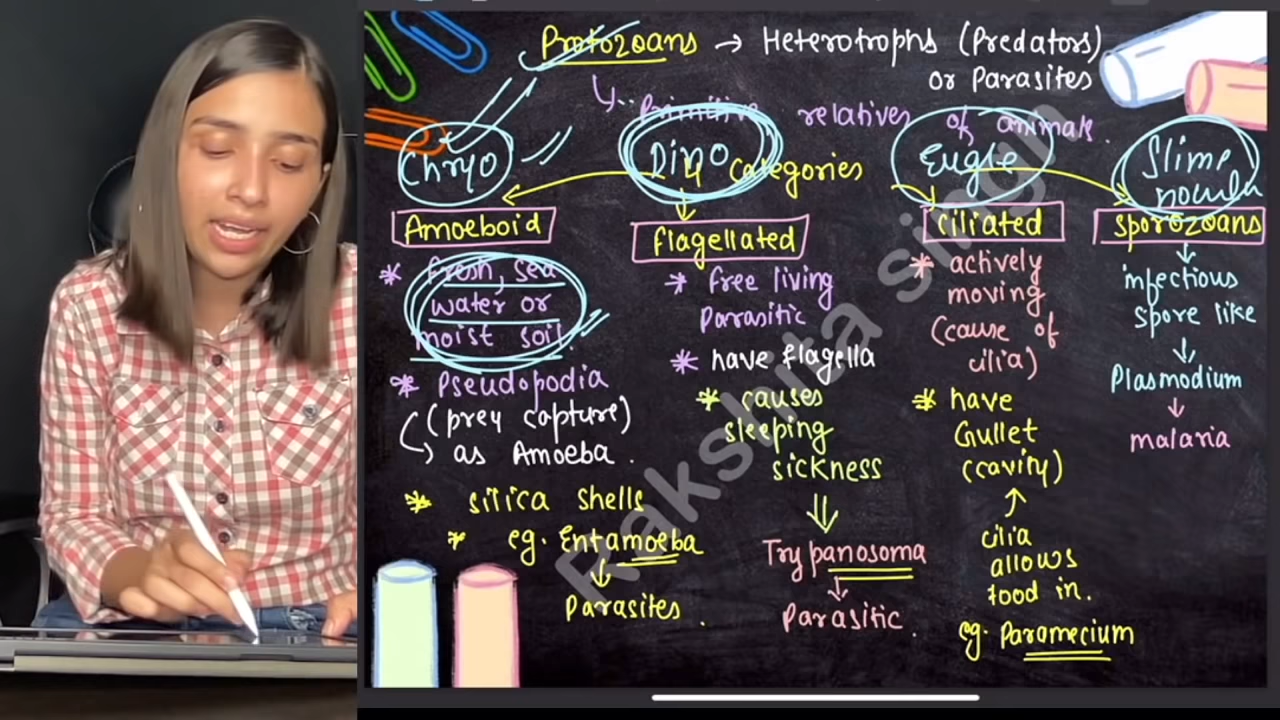 Protozoans → Heterotrophs (Predators)
or Parasites
Primitive relatives of animals.
Chryo
Dino
Eugle
Slime
4 categories
Amoeboid
* fresh, sea
water or
moist soil.
* Pseudopodia
(prey capture)
as Amoeba.
* silica shells
* eg. Entamoeba
Parasites.
flagellated
* free living
Parasitic
* have flagella
* causes
sleeping
sickness
Trypanosoma
Parasitic.
ciliated
* actively
moving
(cause of
cilia)
* have
Gullet
(cavity)
cilia
allows
food in.
eg. Paramecium
sporozoans
infectious
spore like
Plasmodium
malaria
Rakshita singh